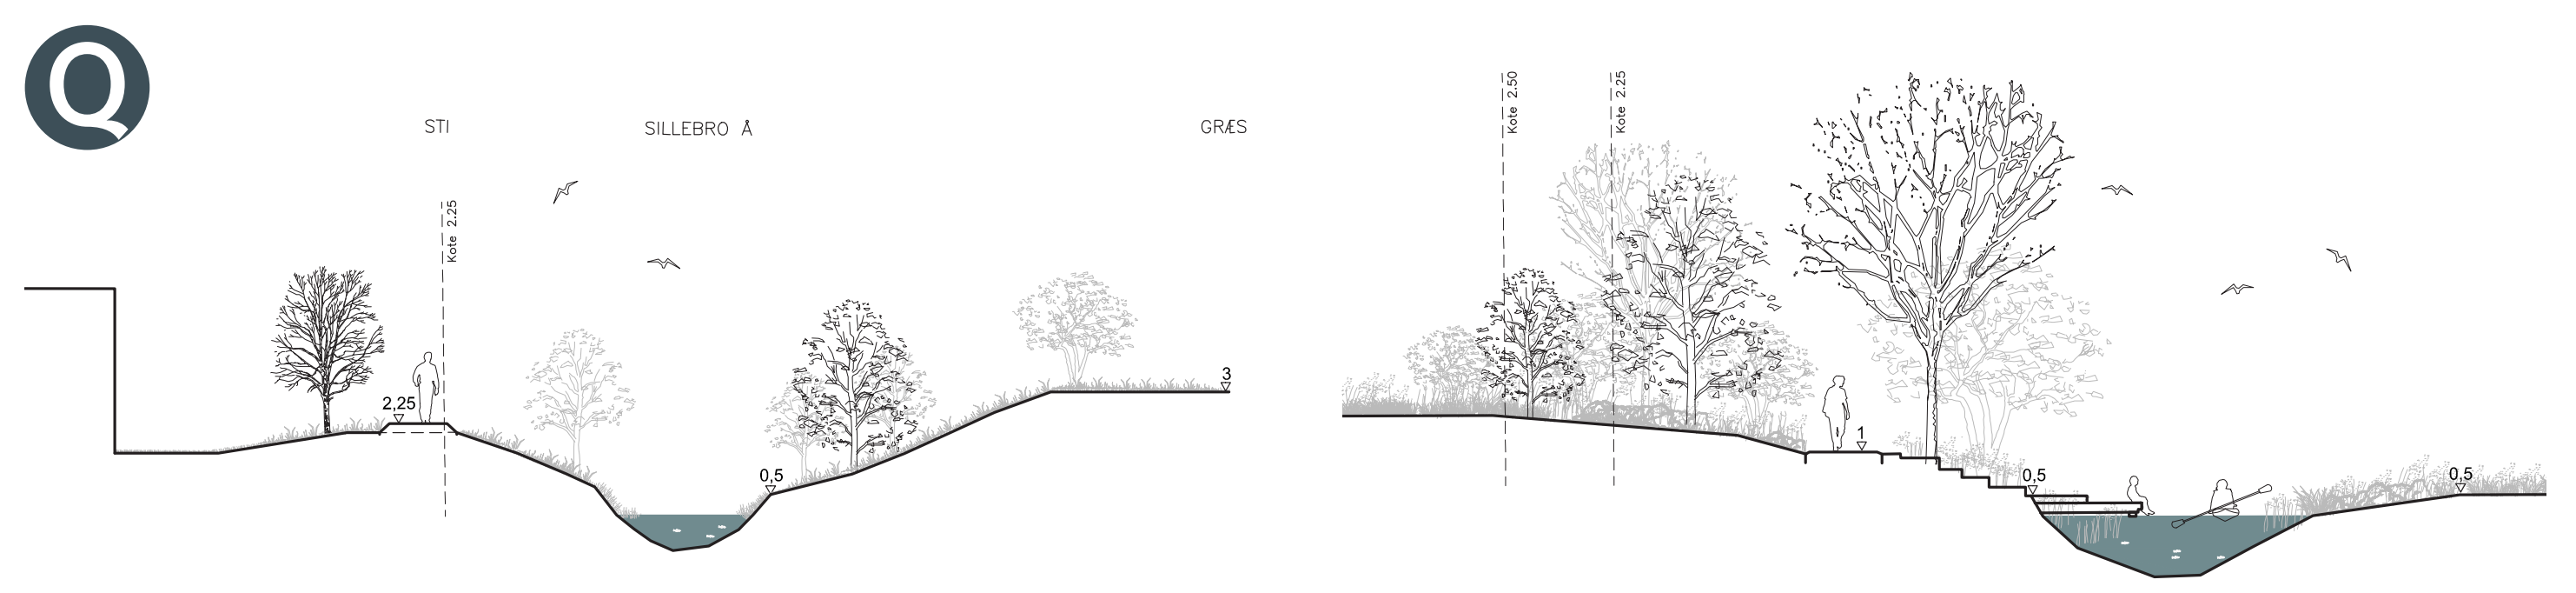 Q
STI
SILLEBRO Å
GRÆS
Kote 2.50
Kote 2.25
Kote 2.25
2,25
3
0,5
1
0,5
0,5